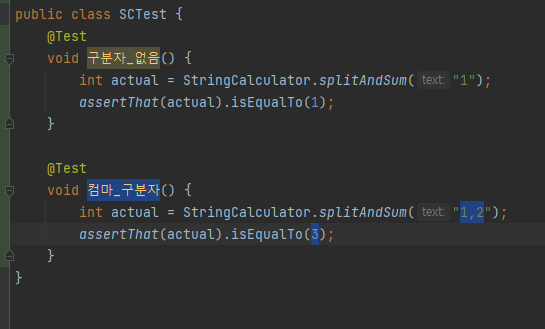 public class SCTest {
@Test
void 구분자_없음() {
int actual = StringCalculator.splitAndSum( text: "1");
assertThat(actual).isEqualTo(1);
}
@Test
void 컴마_구분자() {
int actual = StringCalculator.splitAndSum( text: "1,2");
assertThat(actual).isEqualTo(3);
}
}